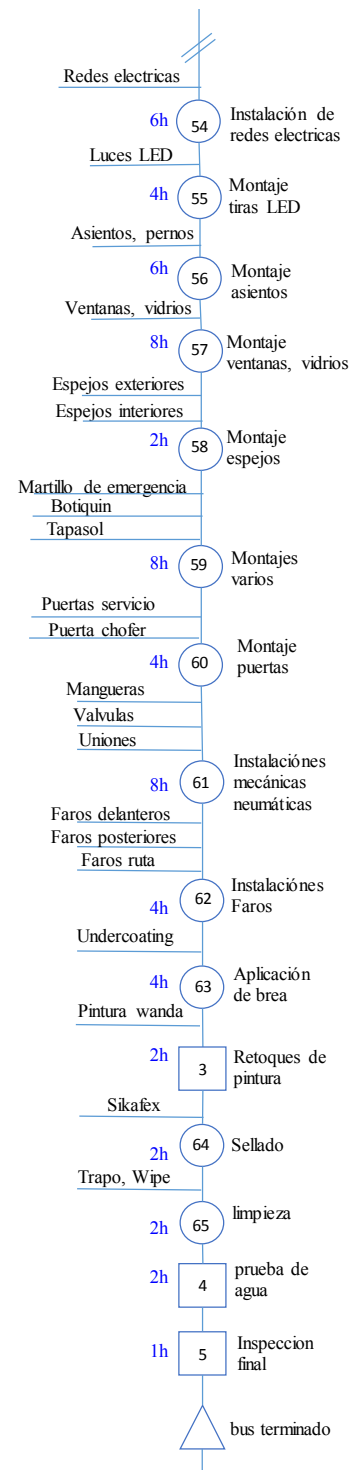 Redes electricas
6h
54
Instalación de
redes electricas
Luces LED
4h
55
Montaje
tiras LED
Asientos, pernos
6h
56
Montaje
asientos
Ventanas, vidrios
8h
57
Montaje
ventanas, vidrios
Espejos exteriores
Espejos interiores
2h
58
Montaje
espejos
Martillo de emergencia
Botiquin
Tapasol
8h
59
Montajes
varios
Puertas servicio
Puerta chofer
4h
60
Montaje
puertas
Mangueras
Valvulas
Uniones
8h
61
Instalaciónes
mecánicas
neumáticas
Faros delanteros
Faros posteriores
Faros ruta
4h
62
Instalaciónes
Faros
Undercoating
4h
63
Aplicación
de brea
Pintura wanda
2h
3
Retoques de
pintura
Sikafex
2h
64
Sellado
Trapo, Wipe
2h
65
limpieza
2h
4
prueba de
agua
1h
5
Inspeccion
final
bus terminado